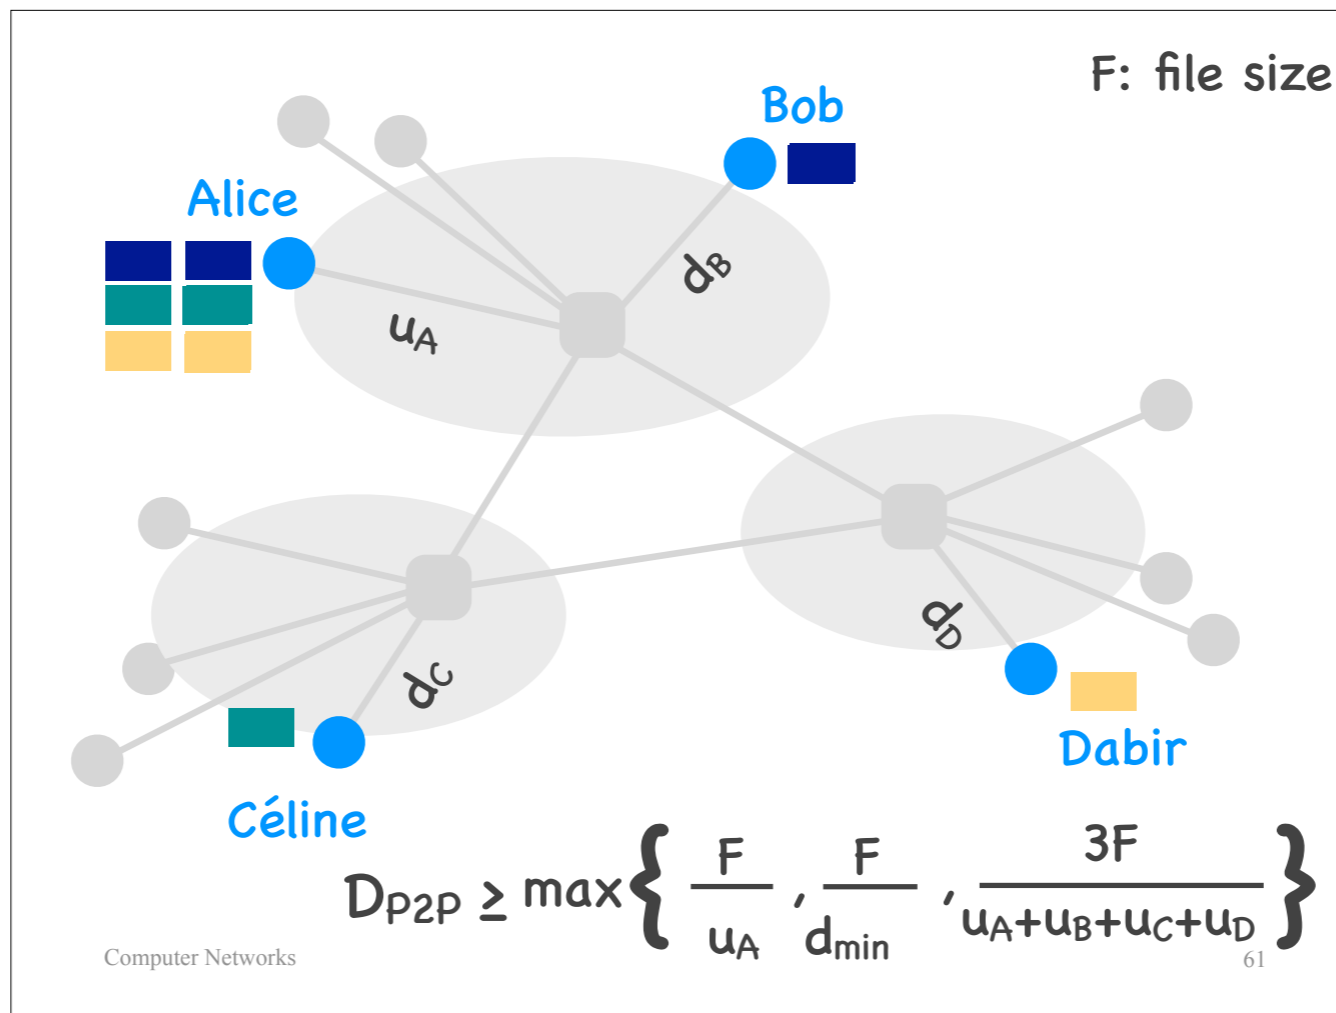 F: file size
Bob
Alice
dB
uA
dD
dC
Dabir
Céline
DP2P ≥ max{ F/uA , F/dmin , 3F/uA+uB+uC+uD }
Computer Networks
61